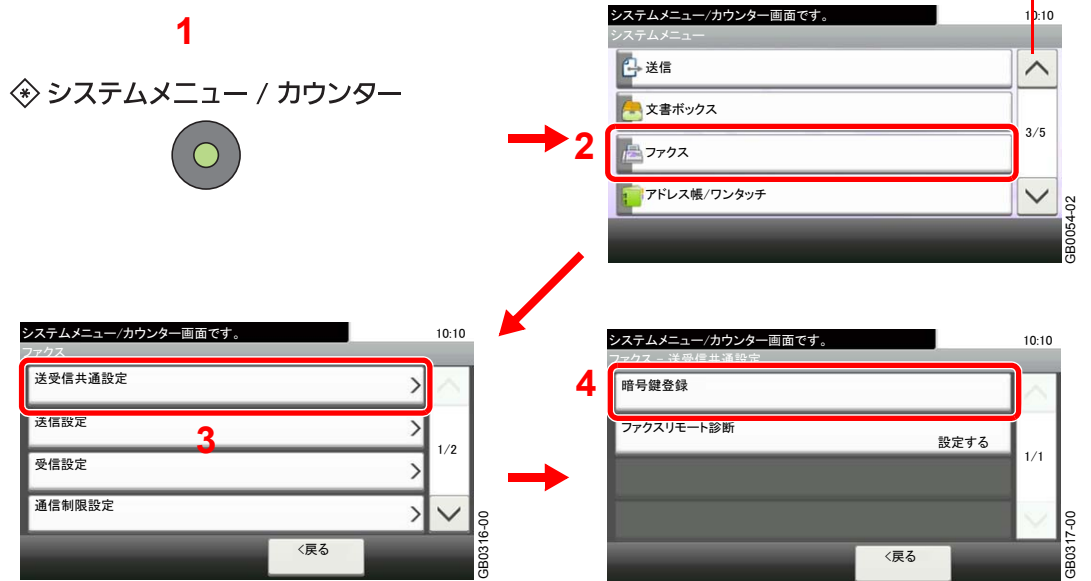 1
システムメニュー / カウンター
システムメニュー/カウンター画面です。
10:10
システムメニュー
送信
文書ボックス
3/5
2
ファクス
アドレス帳/ワンタッチ
GB0054-02
システムメニュー/カウンター画面です。
10:10
ファクス
送受信共通設定
送信設定
3
1/2
受信設定
通信制限設定
<戻る
GB0316-00
システムメニュー/カウンター画面です。
10:10
ファクス - 送受信共通設定
4
暗号鍵登録
ファクスリモート診断
設定する
1/1
<戻る
GB0317-00